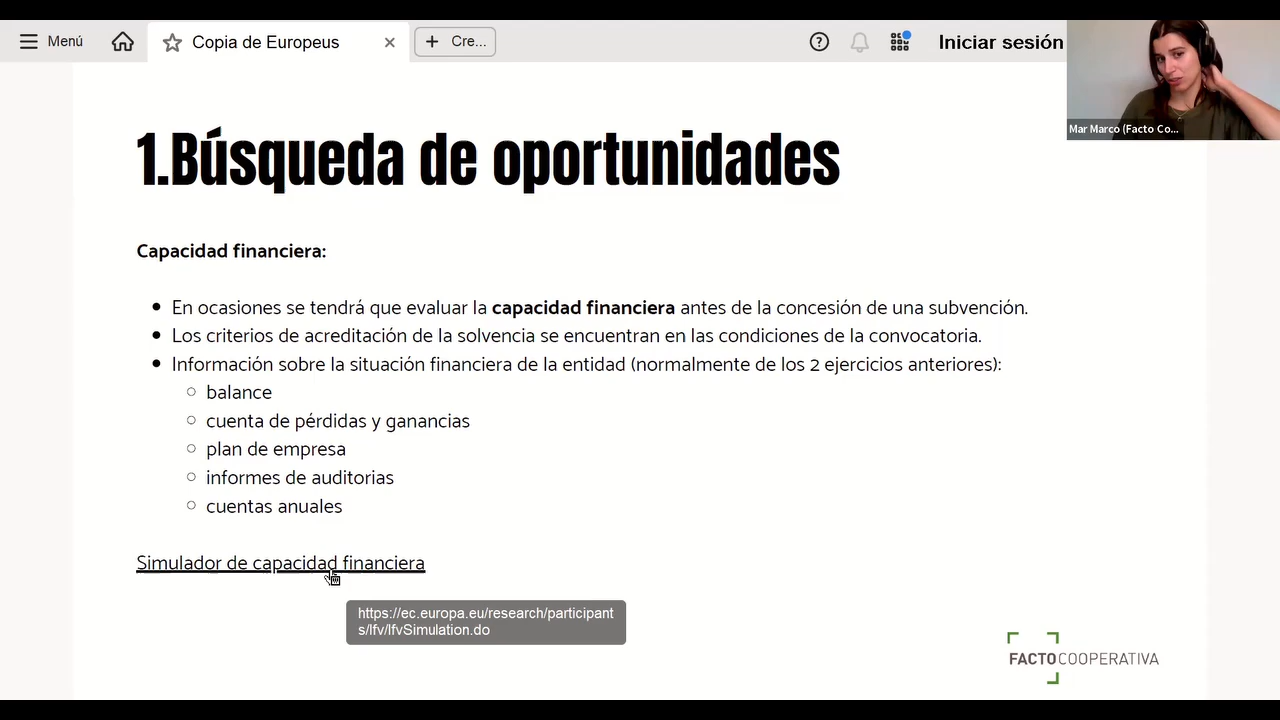 Menú
Copia de Europeus
Cre...
Iniciar sesión
Mar Marco (Facto Co...
1.Búsqueda de oportunidades
Capacidad financiera:
En ocasiones se tendrá que evaluar la capacidad financiera antes de la concesión de una subvención.
Los criterios de acreditación de la solvencia se encuentran en las condiciones de la convocatoria.
Información sobre la situación financiera de la entidad (normalmente de los 2 ejercicios anteriores):
balance
cuenta de pérdidas y ganancias
plan de empresa
informes de auditorias
cuentas anuales
Simulador de capacidad financiera
https://ec.europa.eu/research/participant
s/lfv/lfvSimulation.do
FACTOCOOPERATIVA